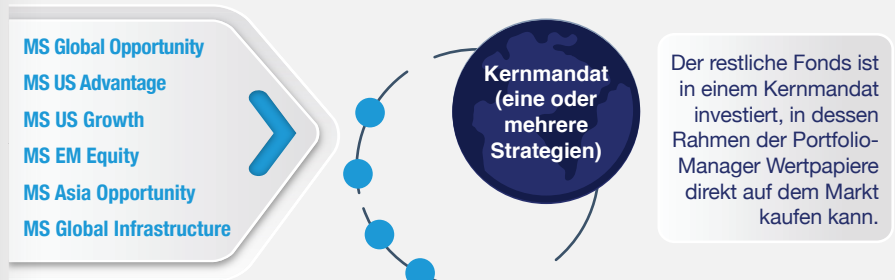 MS Global Opportunity
MS US Advantage
MS US Growth
MS EM Equity
MS Asia Opportunity
MS Global Infrastructure
Kernmandat
(eine oder
mehrere
Strategien)
Der restliche Fonds ist
in einem Kernmandat
investiert, in dessen
Rahmen der Portfolio-
Manager Wertpapiere
direkt auf dem Markt
kaufen kann.